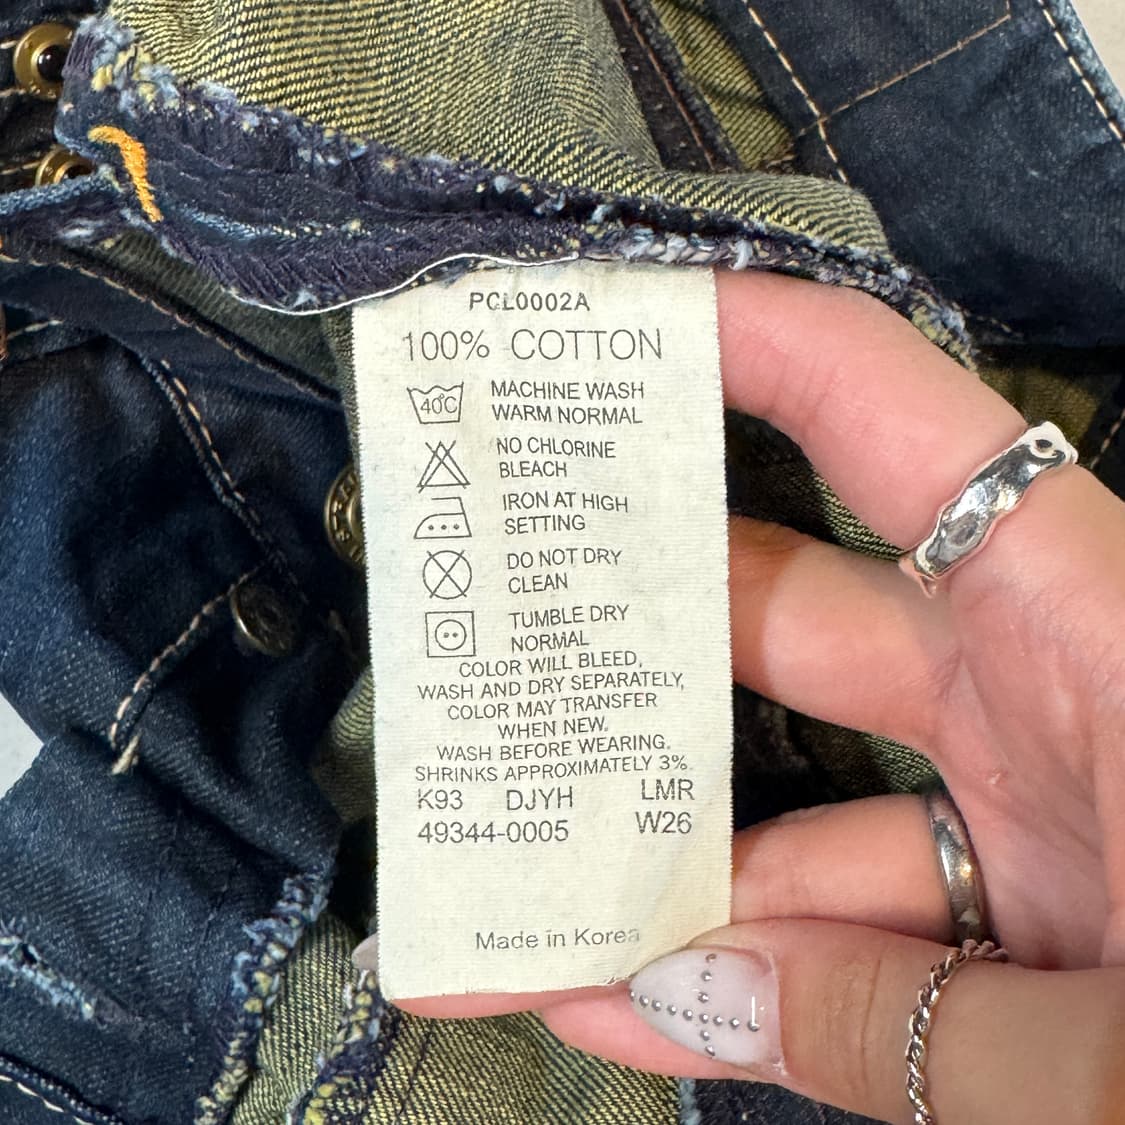 PCL0002A
100% COTTON
40°C
MACHINE WASH
WARM NORMAL
NO CHLORINE
BLEACH
IRON AT HIGH
SETTING
DO NOT DRY
CLEAN
TUMBLE DRY
NORMAL
COLOR WILL BLEED,
WASH AND DRY SEPARATELY,
COLOR MAY TRANSFER
WHEN NEW.
WASH BEFORE WEARING.
SHRINKS APPROXIMATELY 3%.
K93 DJYH LMR
49344-0005 W26
Made in Korea